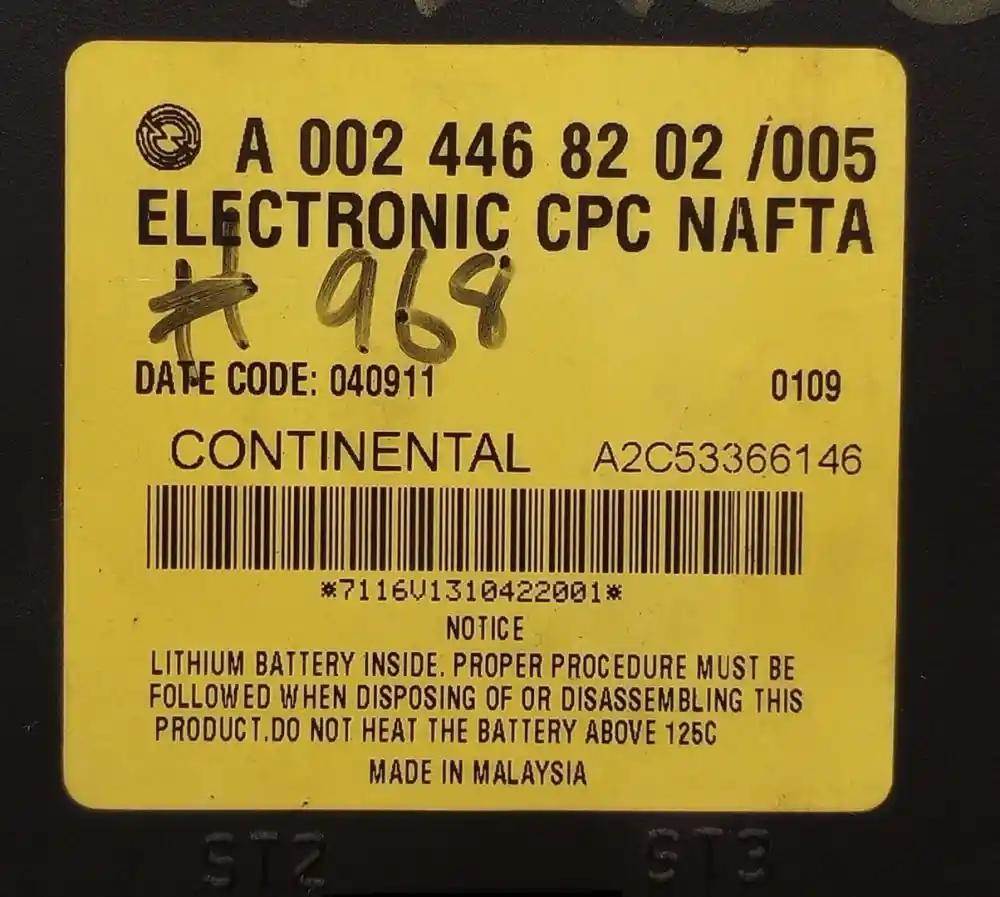 A 002 446 82 02 /005
ELECTRONIC CPC NAFTA
# 968
DATE CODE: 040911 0109
CONTINENTAL A2C53366146
*7116V1310422001*
NOTICE
LITHIUM BATTERY INSIDE. PROPER PROCEDURE MUST BE
FOLLOWED WHEN DISPOSING OF OR DISASSEMBLING THIS
PRODUCT.DO NOT HEAT THE BATTERY ABOVE 125C
MADE IN MALAYSIA
ST2 ST3